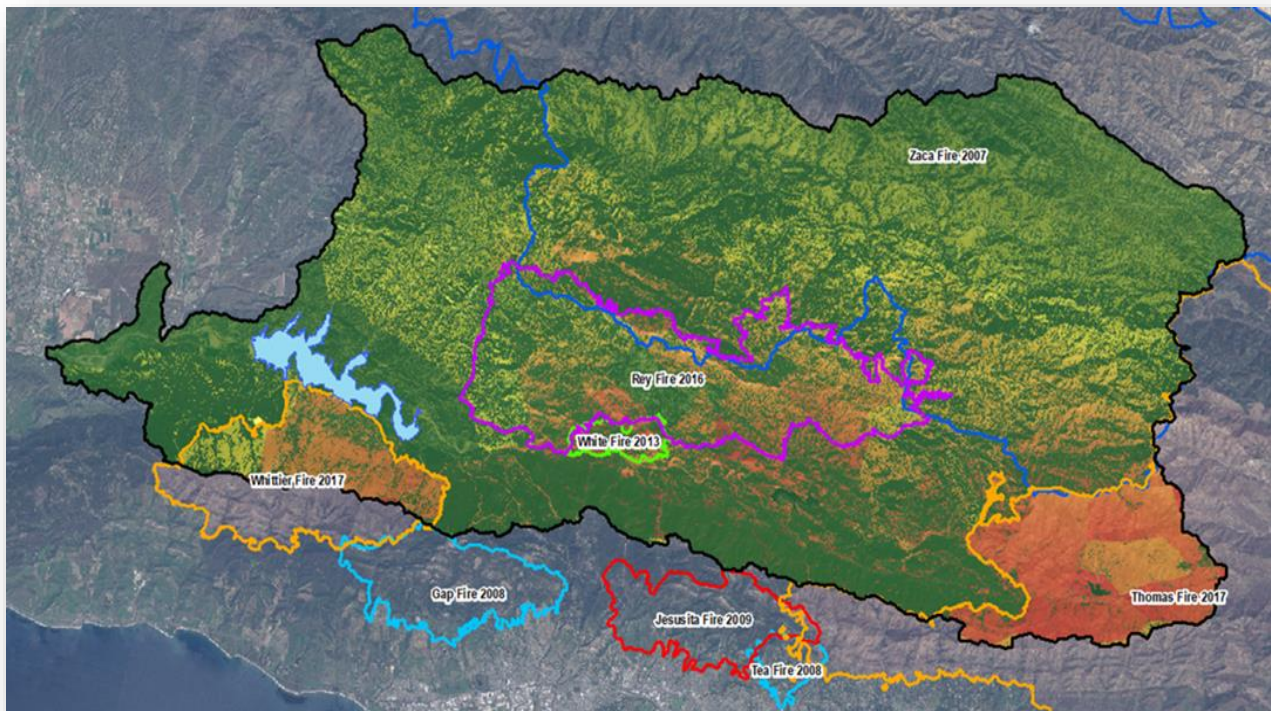 Zaca Fire 2007
Rey Fire 2016
White Fire 2013
Whittier Fire 2017
Gap Fire 2008
Jesusita Fire 2009
Thomas Fire 2017
Tea Fire 2008